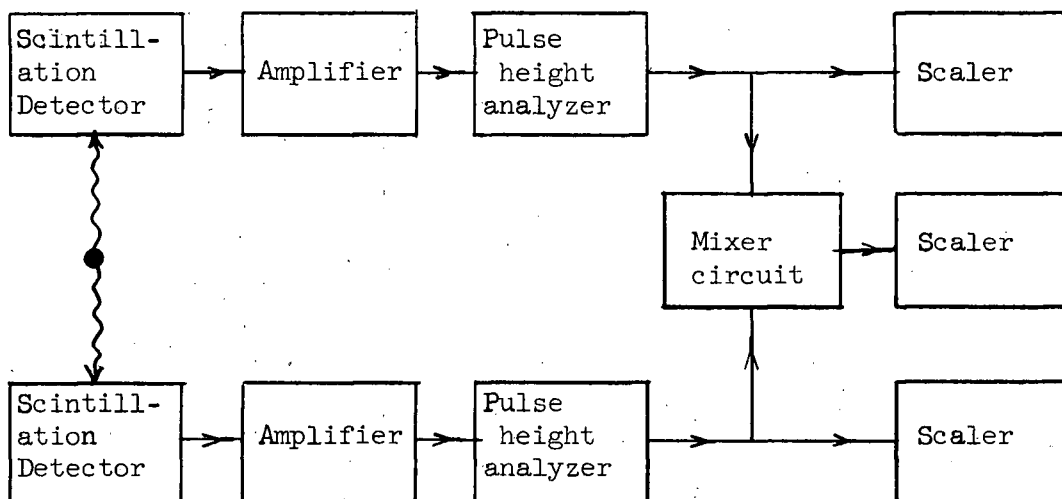 Scintill-
ation
Detector
Amplifier
Pulse
height
analyzer
Scaler
Mixer
circuit
Scaler
Scintill-
ation
Detector
Amplifier
Pulse
height
analyzer
Scaler